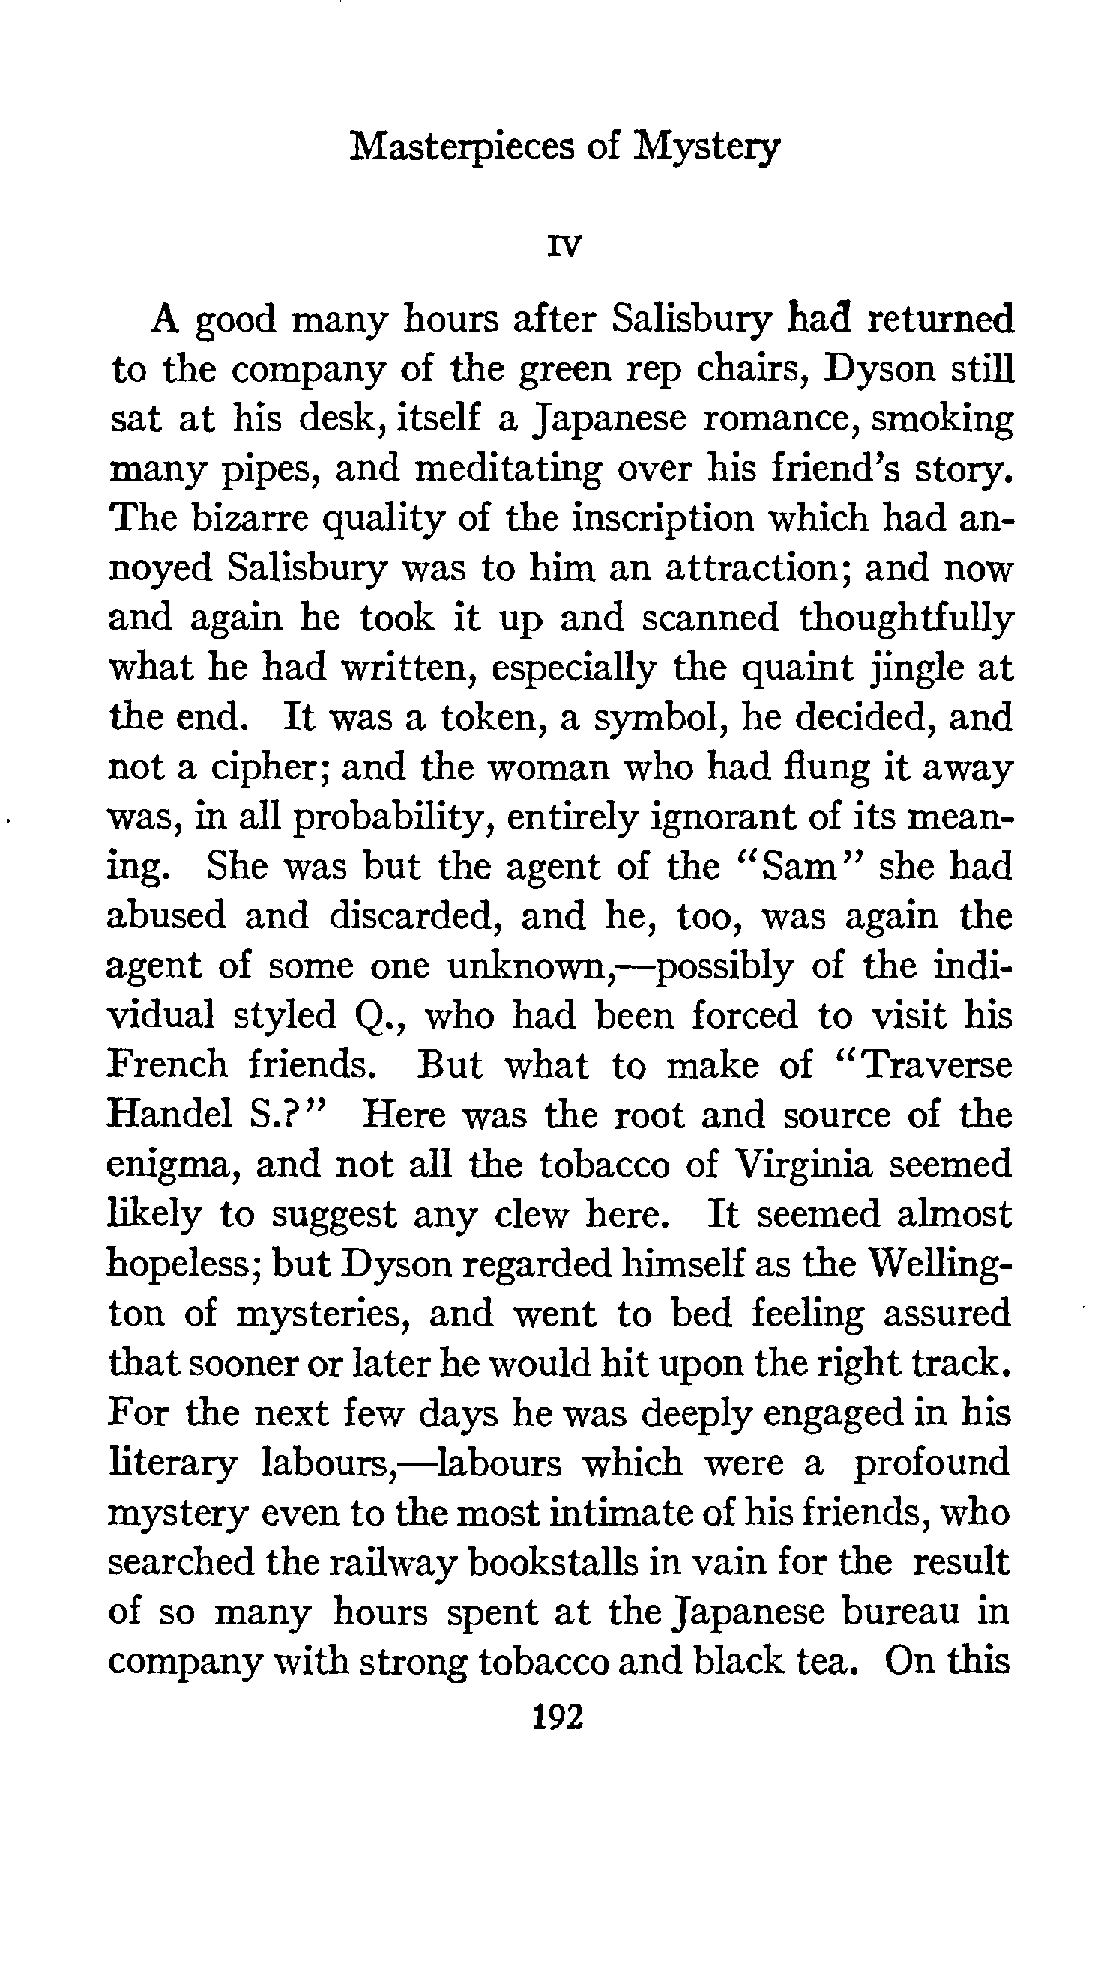 Masterpieces of Mystery
IV
A good many hours after Salisbury had returned
to the company of the green rep chairs, Dyson still
sat at his desk, itself a Japanese romance, smoking
many pipes, and meditating over his friend's story.
The bizarre quality of the inscription which had an-
noyed Salisbury was to him an attraction; and now
and again he took it up and scanned thoughtfully
what he had written, especially the quaint jingle at
the end. It was a token, a symbol, he decided, and
not a cipher; and the woman who had flung it away
was, in all probability, entirely ignorant of its mean-
ing. She was but the agent of the "Sam" she had
abused and discarded, and he, too, was again the
agent of some one unknown,—possibly of the indi-
vidual styled Q., who had been forced to visit his
French friends. But what to make of "Traverse
Handel S.?" Here was the root and source of the
enigma, and not all the tobacco of Virginia seemed
likely to suggest any clew here. It seemed almost
hopeless; but Dyson regarded himself as the Welling-
ton of mysteries, and went to bed feeling assured
that sooner or later he would hit upon the right track.
For the next few days he was deeply engaged in his
literary labours,—labours which were a profound
mystery even to the most intimate of his friends, who
searched the railway bookstalls in vain for the result
of so many hours spent at the Japanese bureau in
company with strong tobacco and black tea. On this
192